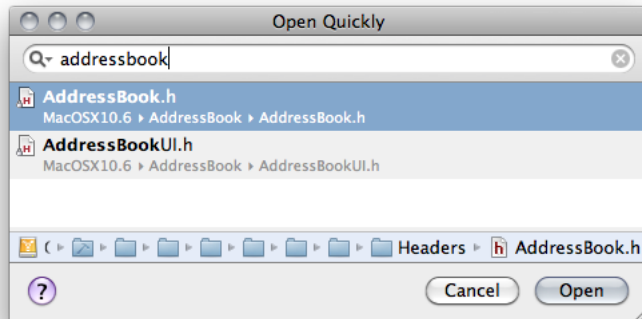 Open Quickly
addressbook
AddressBook.h
MacOSX10.6 ▸ AddressBook ▸ AddressBook.h
AddressBookUI.h
MacOSX10.6 ▸ AddressBook ▸ AddressBookUI.h
( ▸ ▸ ▸ ▸ ▸ ▸ ▸ ▸ Headers ▸ AddressBook.h
? Cancel Open